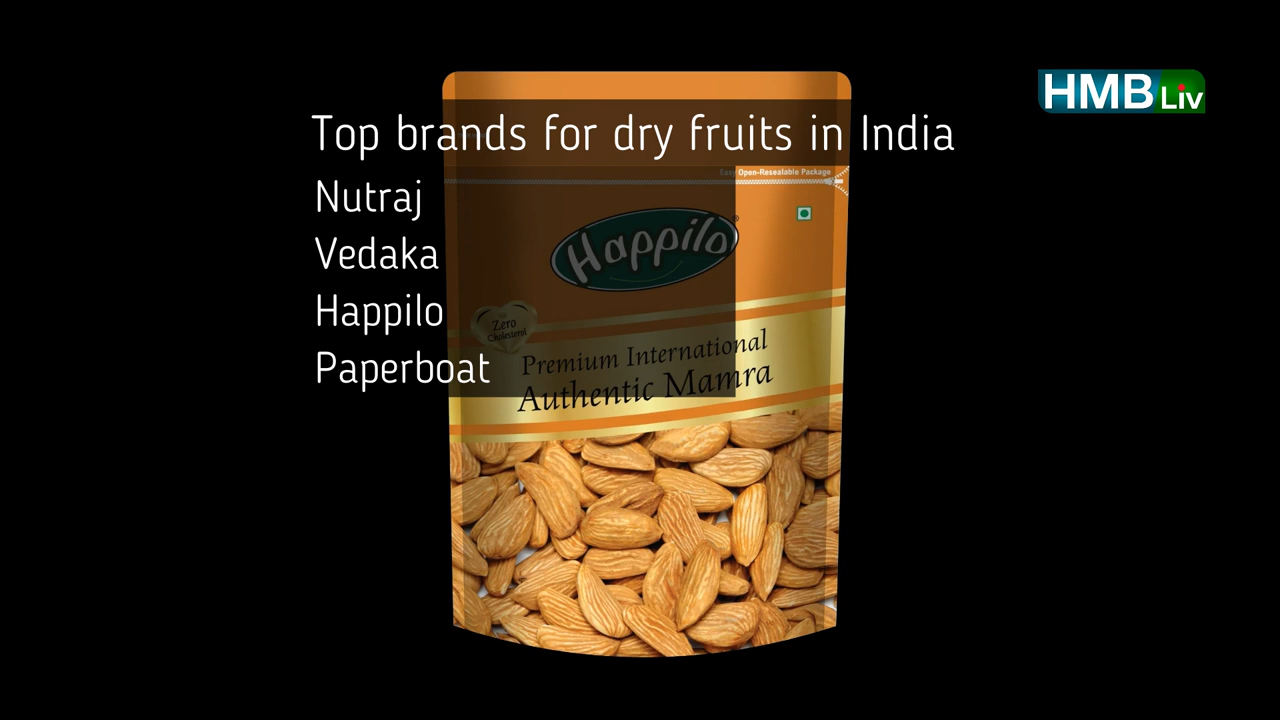 HMB Liv
Top brands for dry fruits in India
Easy Open-Resealable Package
Nutraj
Vedaka
Happilo
Paperboat
Happilo®
Zero
Cholesterol
Premium International
Authentic Mamra